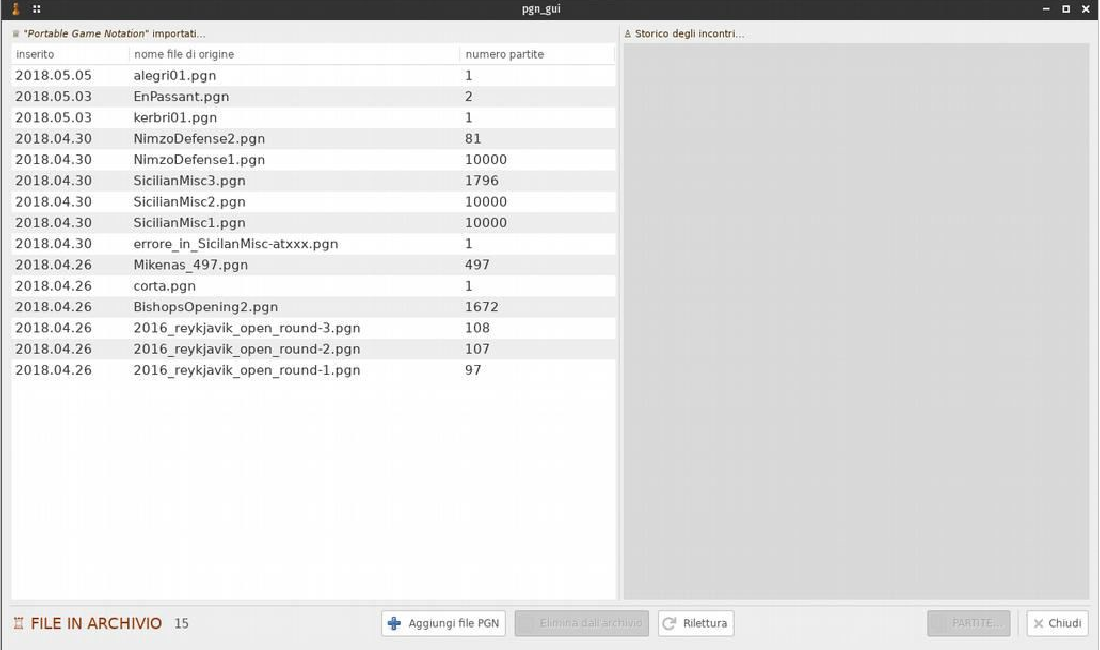 pgn_gui
"Portable Game Notation" importati...
Storico degli incontri...
inserito nome file di origine numero partite
2018.05.05 alegri01.pgn 1
2018.05.03 EnPassant.pgn 2
2018.05.03 kerbri01.pgn 1
2018.04.30 NimzoDefense2.pgn 81
2018.04.30 NimzoDefense1.pgn 10000
2018.04.30 SicilianMisc3.pgn 1796
2018.04.30 SicilianMisc2.pgn 10000
2018.04.30 SicilianMisc1.pgn 10000
2018.04.30 errore_in_SicilanMisc-atxxx.pgn 1
2018.04.26 Mikenas_497.pgn 497
2018.04.26 corta.pgn 1
2018.04.26 BishopsOpening2.pgn 1672
2018.04.26 2016_reykjavik_open_round-3.pgn 108
2018.04.26 2016_reykjavik_open_round-2.pgn 107
2018.04.26 2016_reykjavik_open_round-1.pgn 97
FILE IN ARCHIVIO 15 Aggiungi file PGN Elimina dall'archivio Rilettura PARTITE... Chiudi